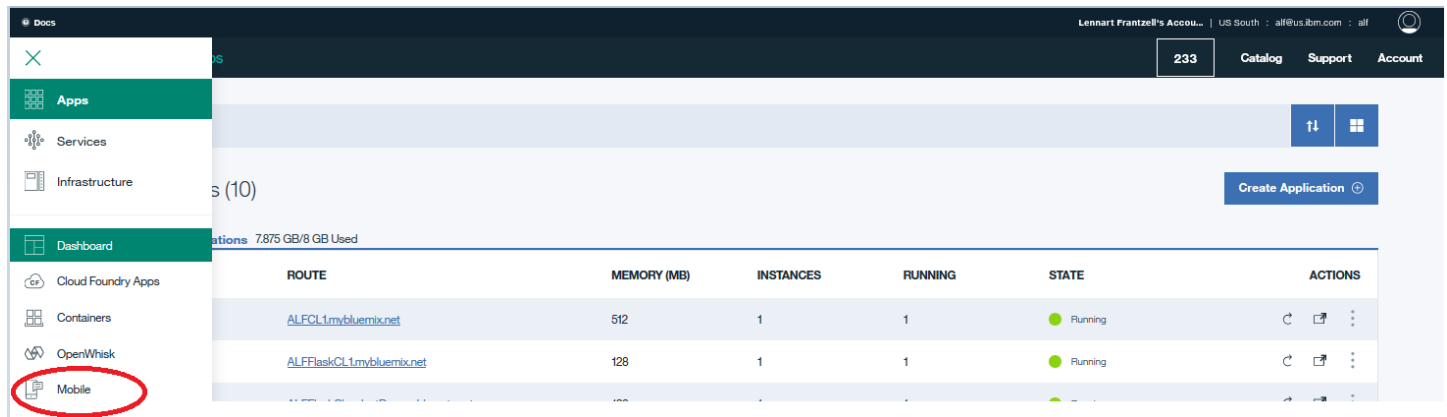 Docs
Lennart Frantzell's Accou... | US South : alf@us.ibm.com : alf
ps
233 Catalog Support Account
Apps
Services
Infrastructure
s (10)
Create Application
Dashboard
ations 7.875 GB/8 GB Used
ROUTE MEMORY (MB) INSTANCES RUNNING STATE ACTIONS
Cloud Foundry Apps
Containers
ALFCL1.mybluemix.net 512 1 1 Running
OpenWhisk
ALFFlaskCL1.mybluemix.net 128 1 1 Running
Mobile